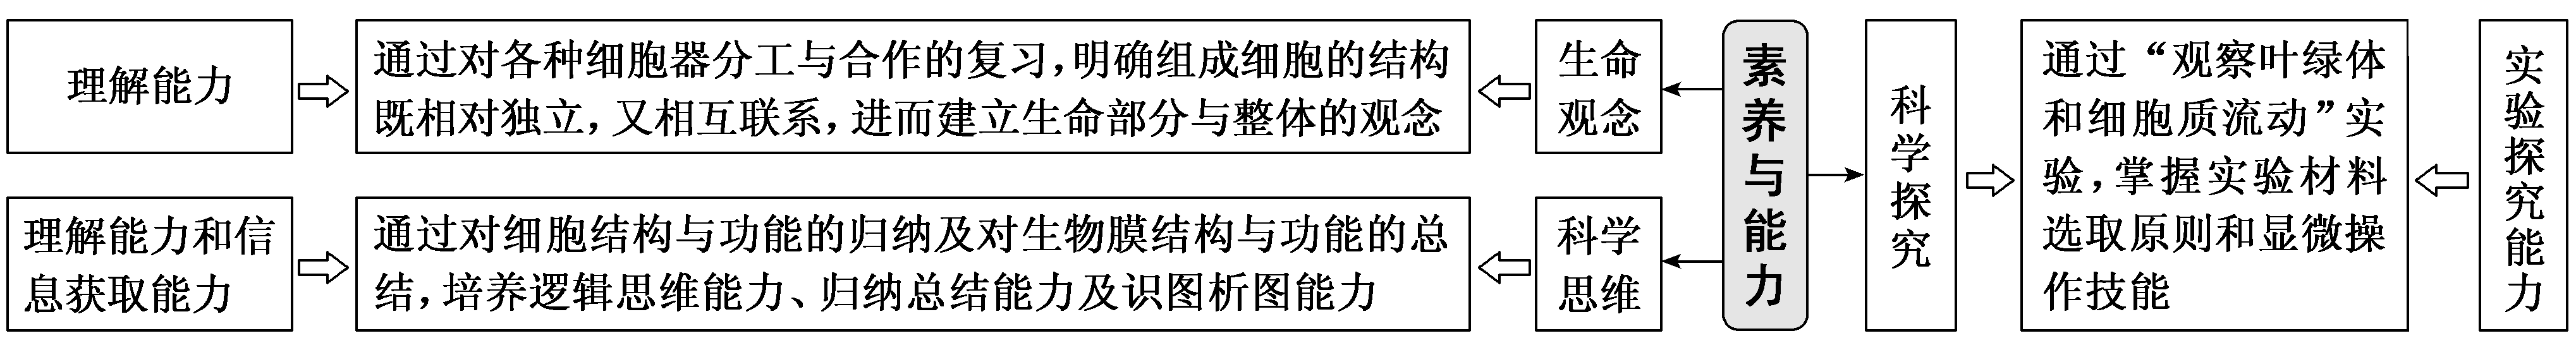 理解能力
通过对各种细胞器分工与合作的复习，明确组成细胞的结构
既相对独立，又相互联系，进而建立生命部分与整体的观念
生命
观念
理解能力和信
息获取能力
通过对细胞结构与功能的归纳及对生物膜结构与功能的总
结，培养逻辑思维能力、归纳总结能力及识图析图能力
科学
思维
素养与能力
科学探究
通过“观察叶绿体
和细胞质流动”实
验，掌握实验材料
选取原则和显微操
作技能
实验探究能力